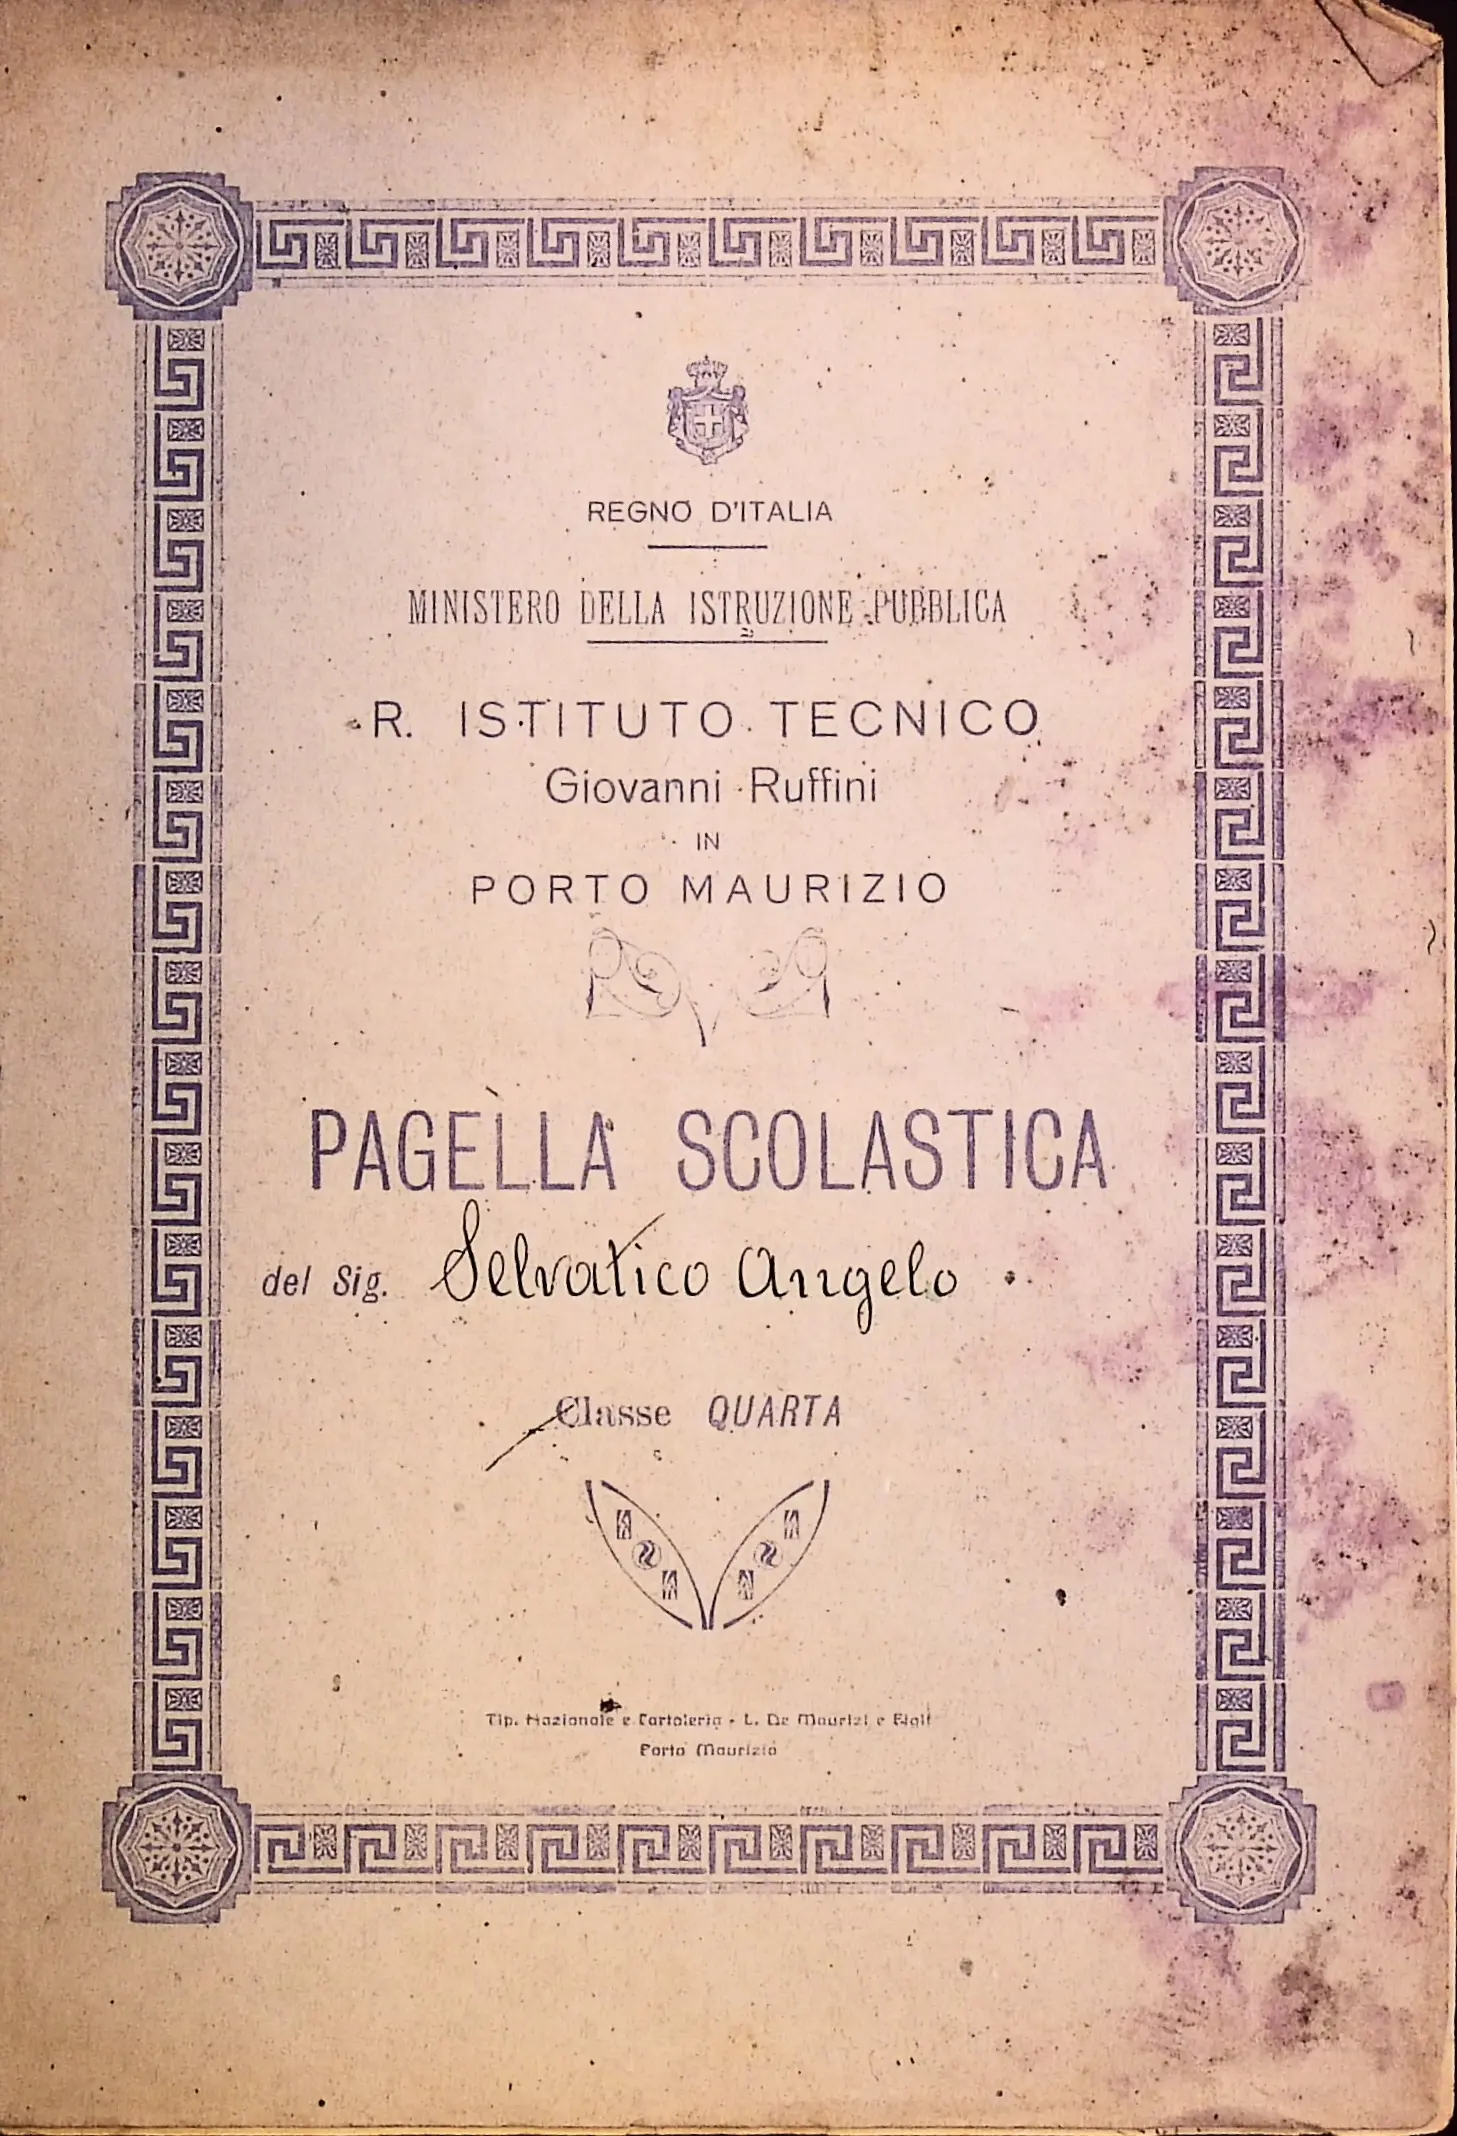 REGNO D'ITALIA
MINISTERO DELLA ISTRUZIONE PUBBLICA
R. ISTITUTO TECNICO
Giovanni Ruffini
IN
PORTO MAURIZIO
PAGELLA SCOLASTICA
del Sig. Selvatico Angelo
Classe QUARTA
Tip. Nazionale e Cartoleria - L. De Maurizi e Figli
Porto Maurizio